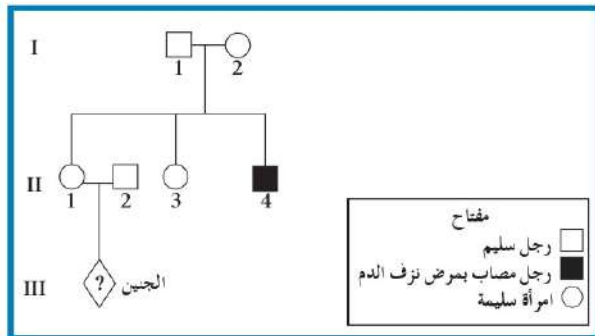 I
1 2
II
1 2 3 4
III
? الجنين
مفتاح
رجل سليم
رجل مصاب بمرض نزف الدم
امرأة سليمة